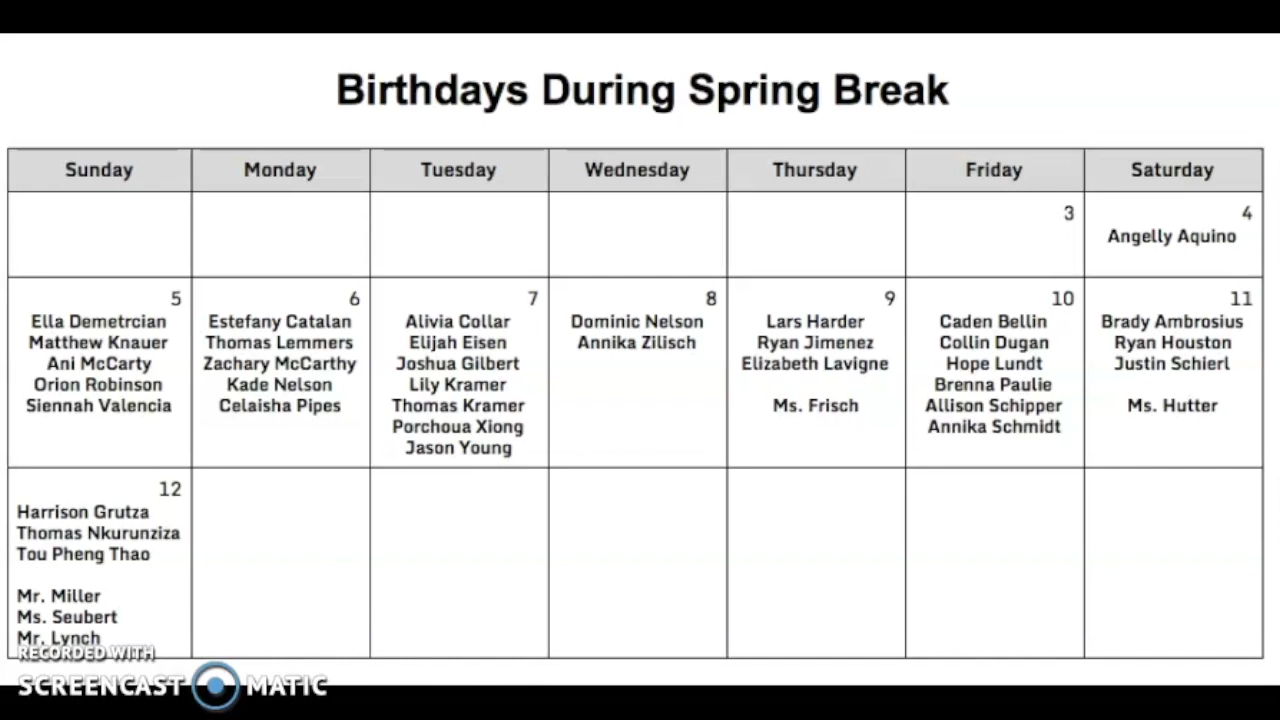 Birthdays During Spring Break
Sunday Monday Tuesday Wednesday Thursday Friday Saturday
3
4
Angelly Aquino
5
Ella Demetrcian
Matthew Knauer
Ani McCarty
Orion Robinson
Siennah Valencia
6
Estefany Catalan
Thomas Lemmers
Zachary McCarthy
Kade Nelson
Celaisha Pipes
7
Alivia Collar
Elijah Eisen
Joshua Gilbert
Lily Kramer
Thomas Kramer
Porchoua Xiong
Jason Young
8
Dominic Nelson
Annika Zilisch
9
Lars Harder
Ryan Jimenez
Elizabeth Lavigne
Ms. Frisch
10
Caden Bellin
Collin Dugan
Hope Lundt
Brenna Paulie
Allison Schipper
Annika Schmidt
11
Brady Ambrosius
Ryan Houston
Justin Schierl
Ms. Hutter
12
Harrison Grutza
Thomas Nkurunziza
Tou Pheng Thao
Mr. Miller
Ms. Seubert
Mr. Lynch
RECORDED WITH
SCREENCAST MATIC